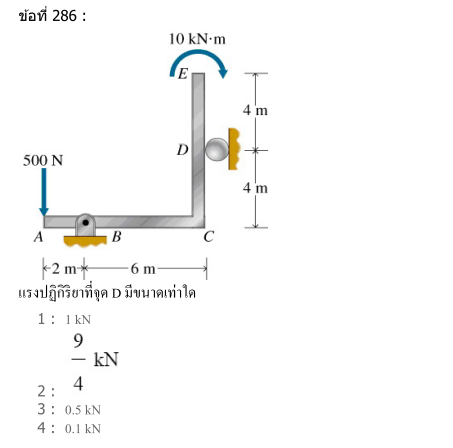 ข้อที่ 286 :
10 kN·m
E
4 m
D
500 N
4 m
A
B
C
2 m
6 m
แรงปฏิกิริยาที่จุด D มีขนาดเท่าใด
1 : 1 kN
2 : 9/4 kN
3 : 0.5 kN
4 : 0.1 kN